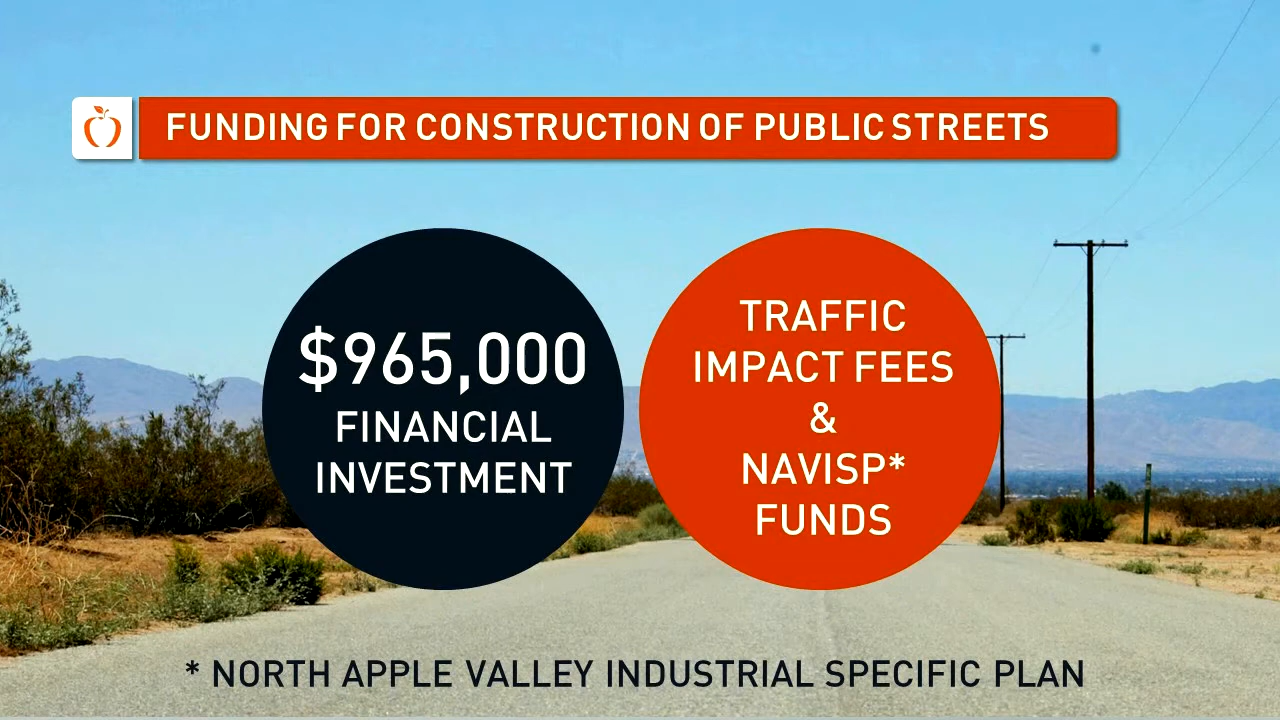 FUNDING FOR CONSTRUCTION OF PUBLIC STREETS
$965,000
FINANCIAL
INVESTMENT
TRAFFIC
IMPACT FEES
&
NAVISP*
FUNDS
* NORTH APPLE VALLEY INDUSTRIAL SPECIFIC PLAN